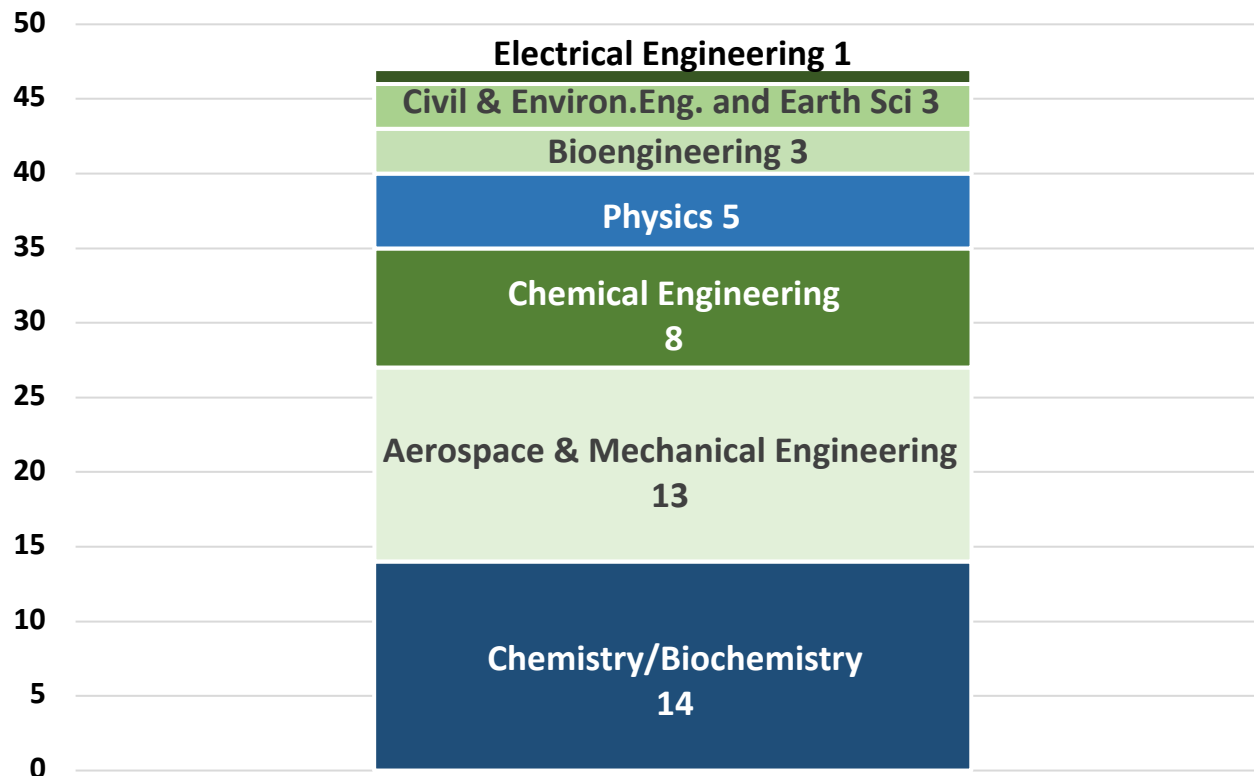 50
Electrical Engineering 1
45
Civil & Environ.Eng. and Earth Sci 3
Bioengineering 3
40
Physics 5
35
Chemical Engineering
30
8
25
Aerospace & Mechanical Engineering
20
13
15
10
Chemistry/Biochemistry
5
14
0